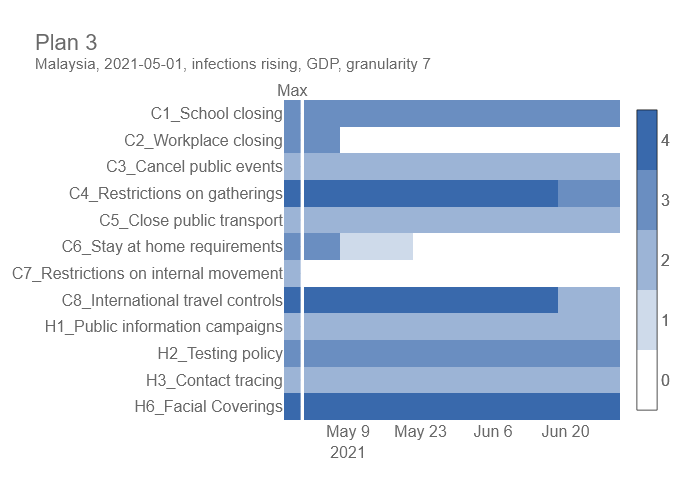 Plan 3
Malaysia, 2021-05-01, infections rising, GDP, granularity 7
Max
C1_School closing
C2_Workplace closing
C3_Cancel public events
C4_Restrictions on gatherings
C5_Close public transport
C6_Stay at home requirements
C7_Restrictions on internal movement
C8_International travel controls
H1_Public information campaigns
H2_Testing policy
H3_Contact tracing
H6_Facial Coverings
4
3
2
1
0
May 9 May 23 Jun 6 Jun 20
2021